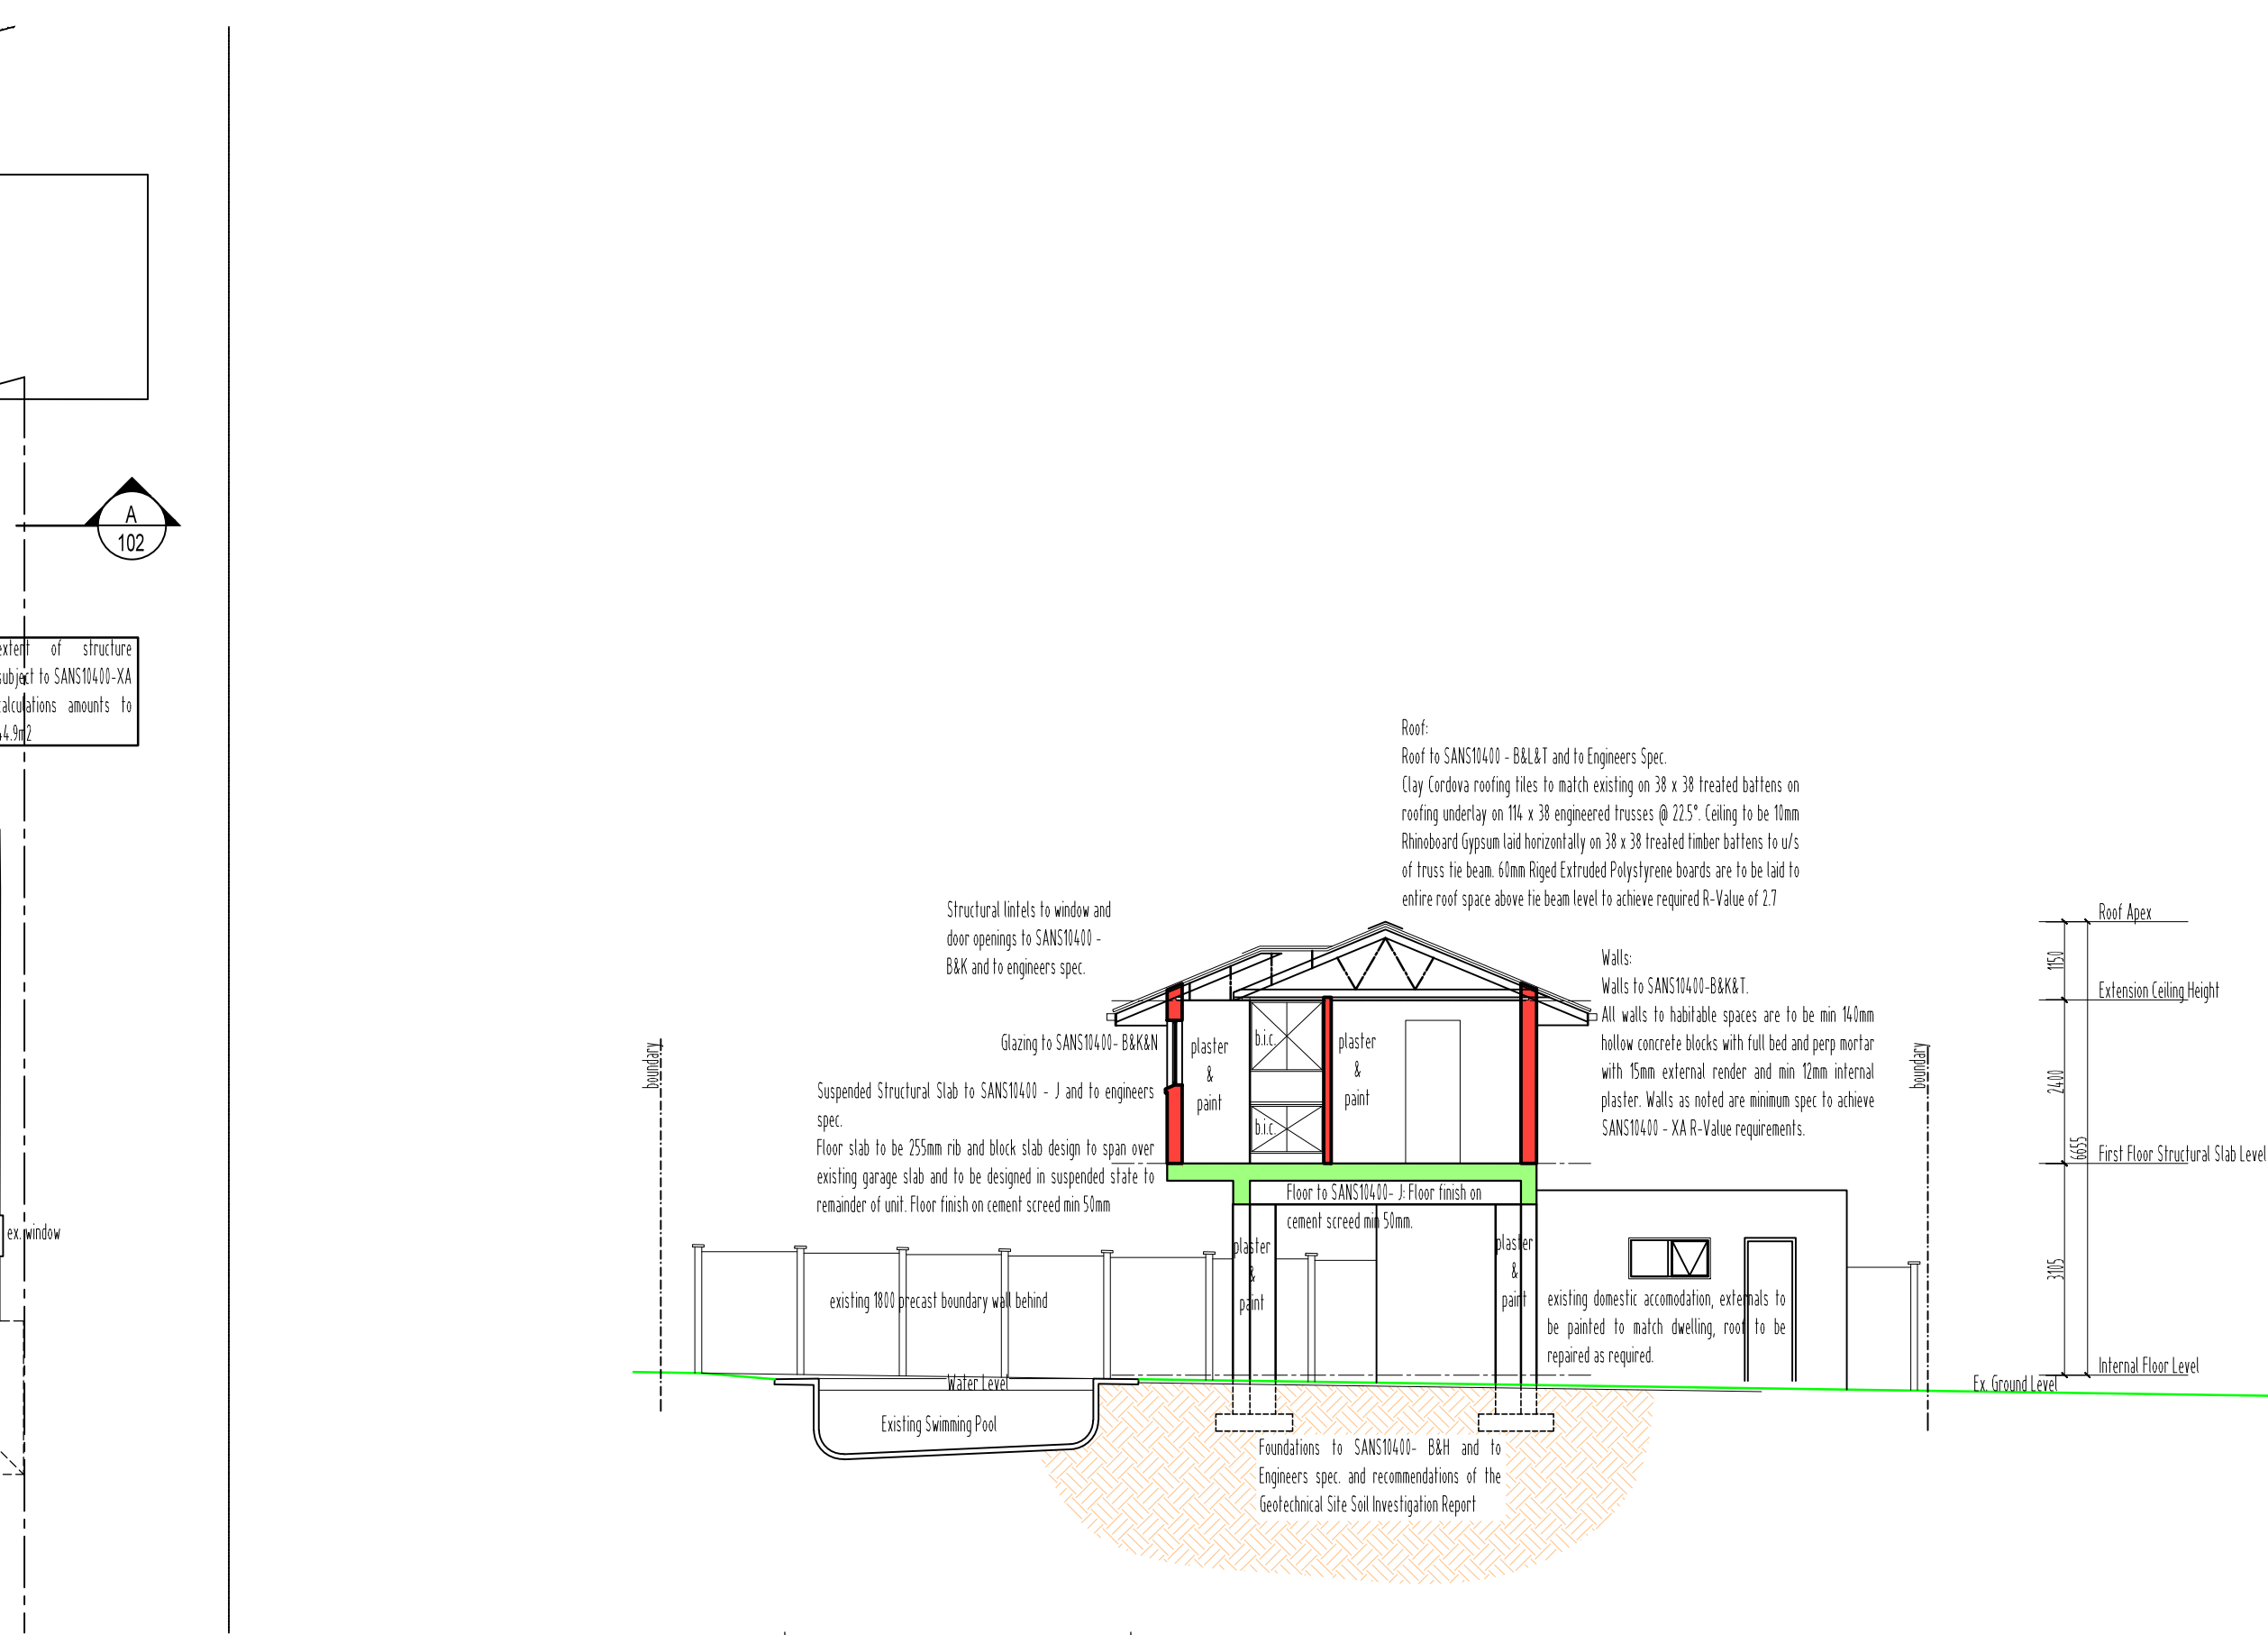 A
102
extent of structure
subject to SANS10400-XA
calculations amounts to
44.9m2
ex. window
Roof:
Roof to SANS10400 - B&L&T and to Engineers Spec.
Clay Cordova roofing tiles to match existing on 38 x 38 treated battens on
roofing underlay on 114 x 38 engineered trusses @ 22.5°. Ceiling to be 10mm
Rhinoboard Gypsum laid horizontally on 38 x 38 treated timber battens to u/s
of truss tie beam. 60mm Riged Extruded Polystyrene boards are to be laid to
entire roof space above tie beam level to achieve required R-Value of 2.7
Structural lintels to window and
door openings to SANS10400 -
B&K and to engineers spec.
Walls:
Walls to SANS10400-B&K&T.
All walls to habitable spaces are to be min 140mm
hollow concrete blocks with full bed and perp mortar
with 15mm external render and min 12mm internal
plaster. Walls as noted are minimum spec to achieve
SANS10400 - XA R-Value requirements.
Glazing to SANS10400- B&K&N
Suspended Structural Slab to SANS10400 - J and to engineers
spec.
Floor slab to be 255mm rib and block slab design to span over
existing garage slab and to be designed in suspended state to
remainder of unit. Floor finish on cement screed min 50mm
plaster
&
paint
b.i.c.
b.i.c.
plaster
&
paint
boundary
boundary
Floor to SANS10400- J: Floor finish on
cement screed min 50mm.
plaster
&
paint
plaster
&
paint
existing 1800 precast boundary wall behind
existing domestic accomodation, externals to
be painted to match dwelling, roof to be
repaired as required.
Water Level
Existing Swimming Pool
Foundations to SANS10400- B&H and to
Engineers spec. and recommendations of the
Geotechnical Site Soil Investigation Report
Roof Apex
1150
Extension Ceiling Height
2400
6655
First Floor Structural Slab Level
3105
Internal Floor Level
Ex. Ground Level